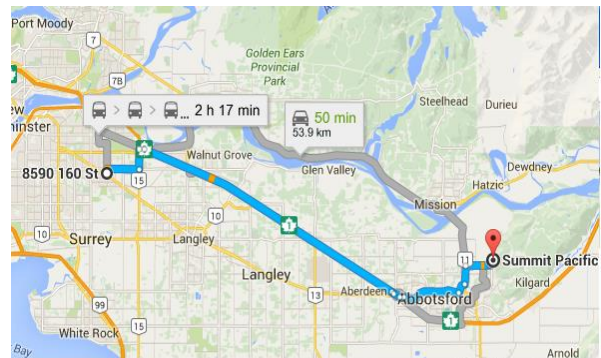 Port Moody
7
7B
Golden Ears
Provincial
Park
Steelhead
Durieu
ew
minster
2 h 17 min
50 min
53.9 km
Dewdney
Hatzic
Walnut Grove
Glen Valley
8590 160 St
15
Mission
10
1
10
Surrey
Langley
11
Summit Pacific
Kilgard
Langley
13
Aberdeen
Abbotsford
99
15
1
White Rock
Bay
Arnold